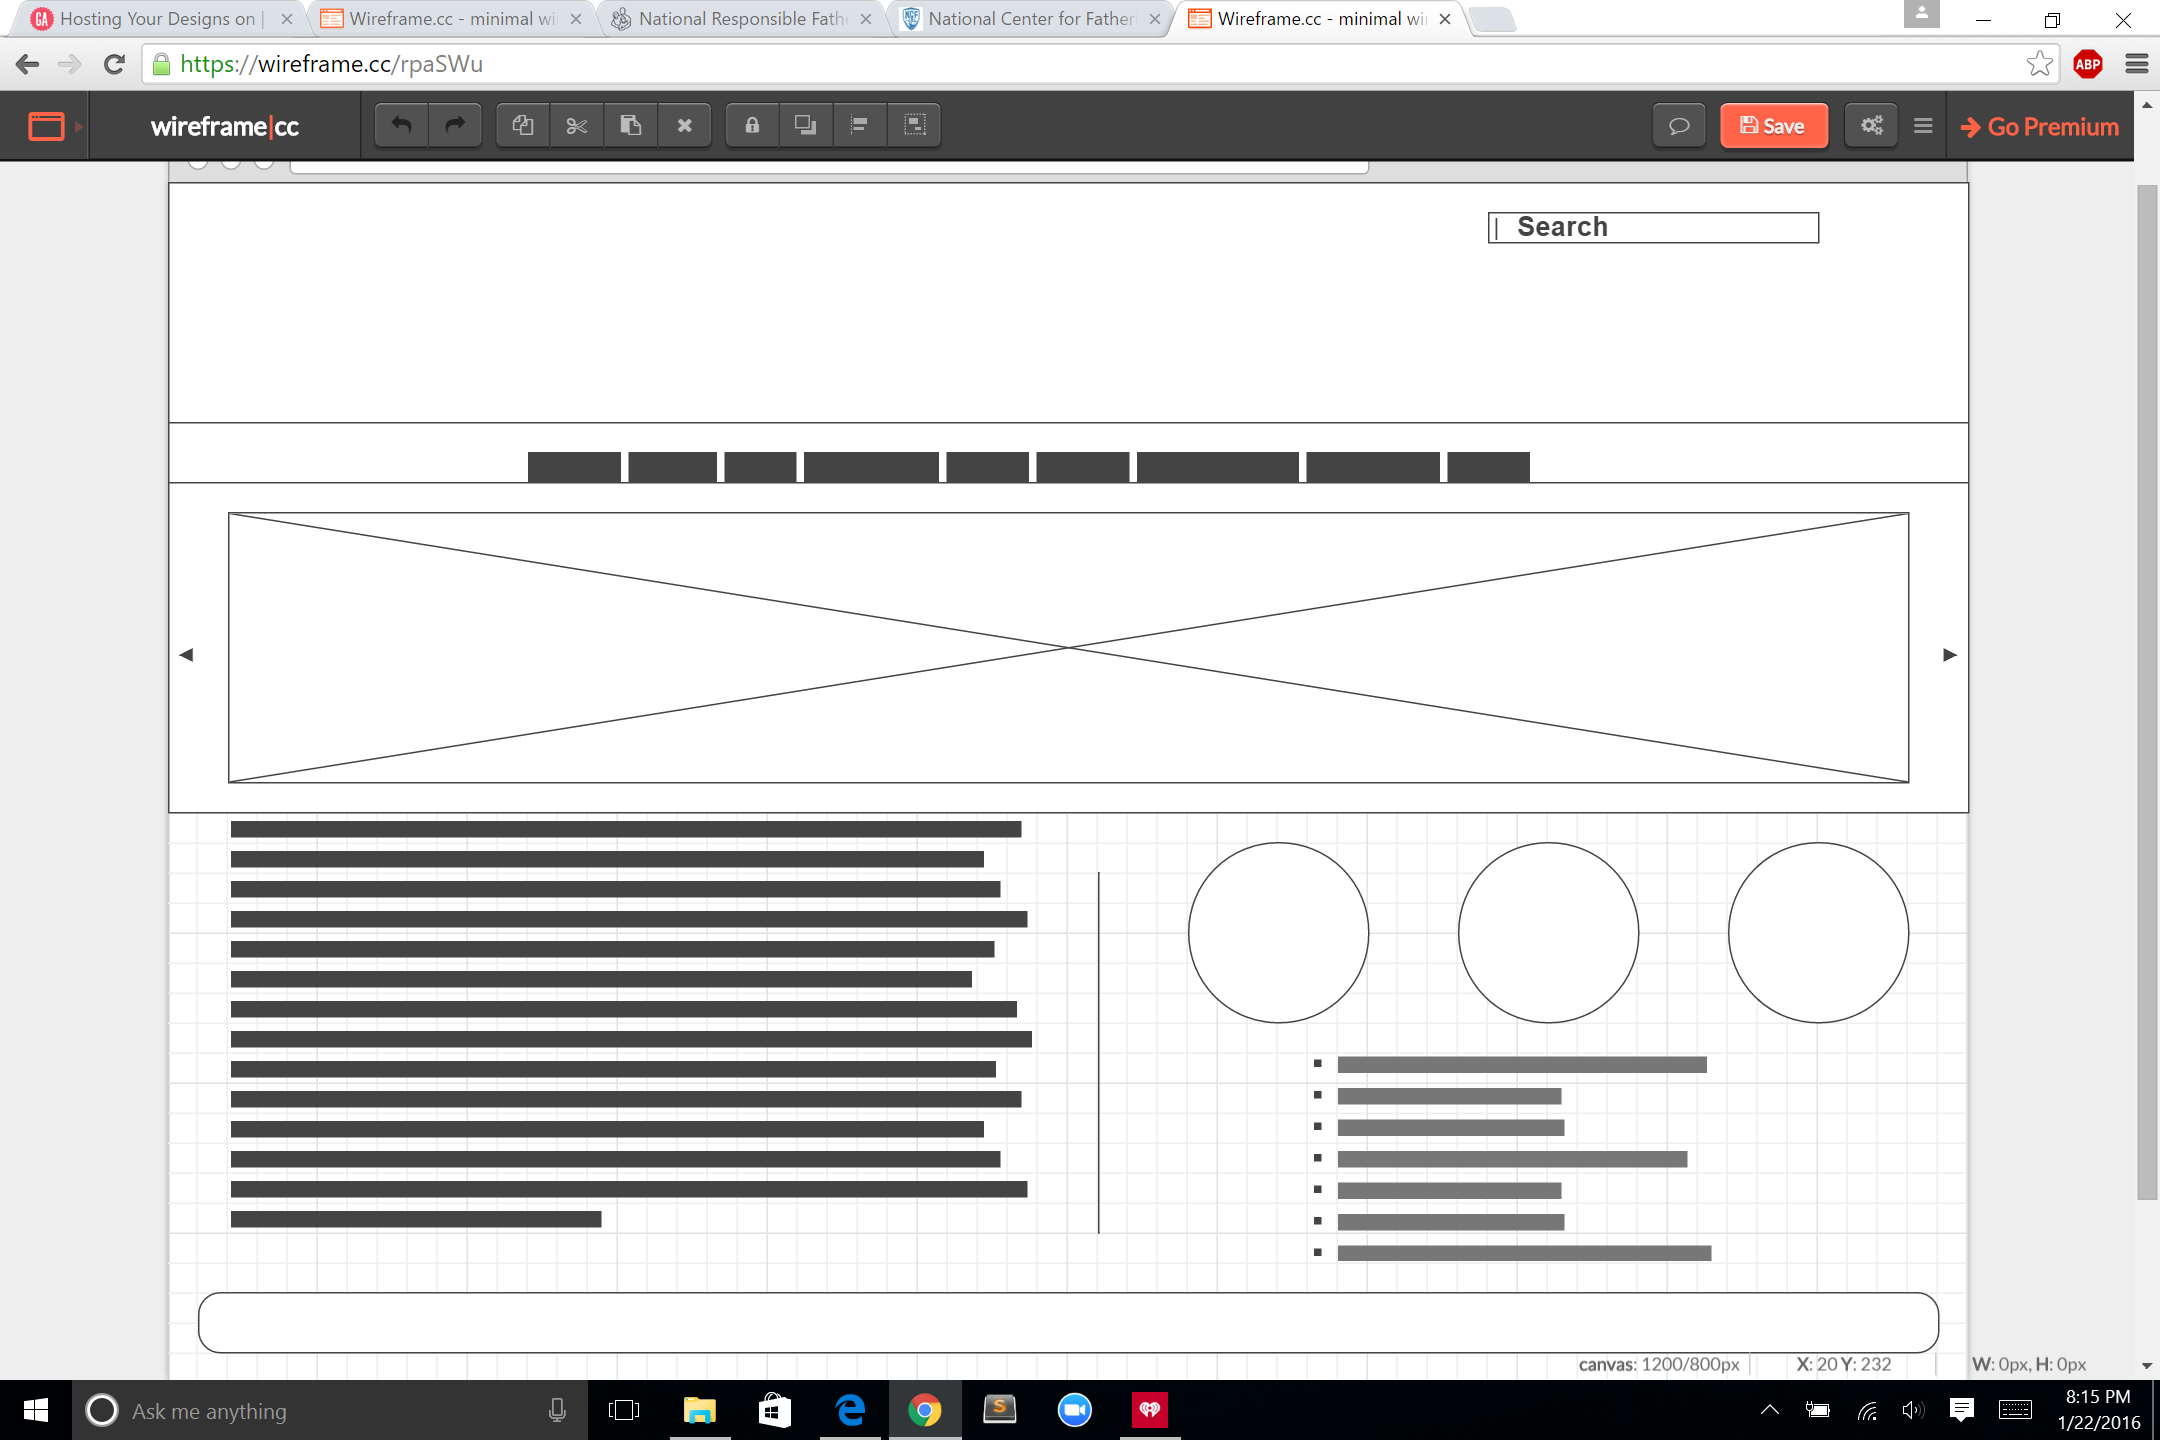 Hosting Your Designs on |
Wireframe.cc - minimal wi
National Responsible Fath
National Center for Father
Wireframe.cc - minimal wi
https://wireframe.cc/rpaSWu
ABP
wireframe|cc
Save
Go Premium
Search
canvas: 1200/800px
X: 20 Y: 232
W: 0px, H: 0px
Ask me anything
8:15 PM
1/22/2016